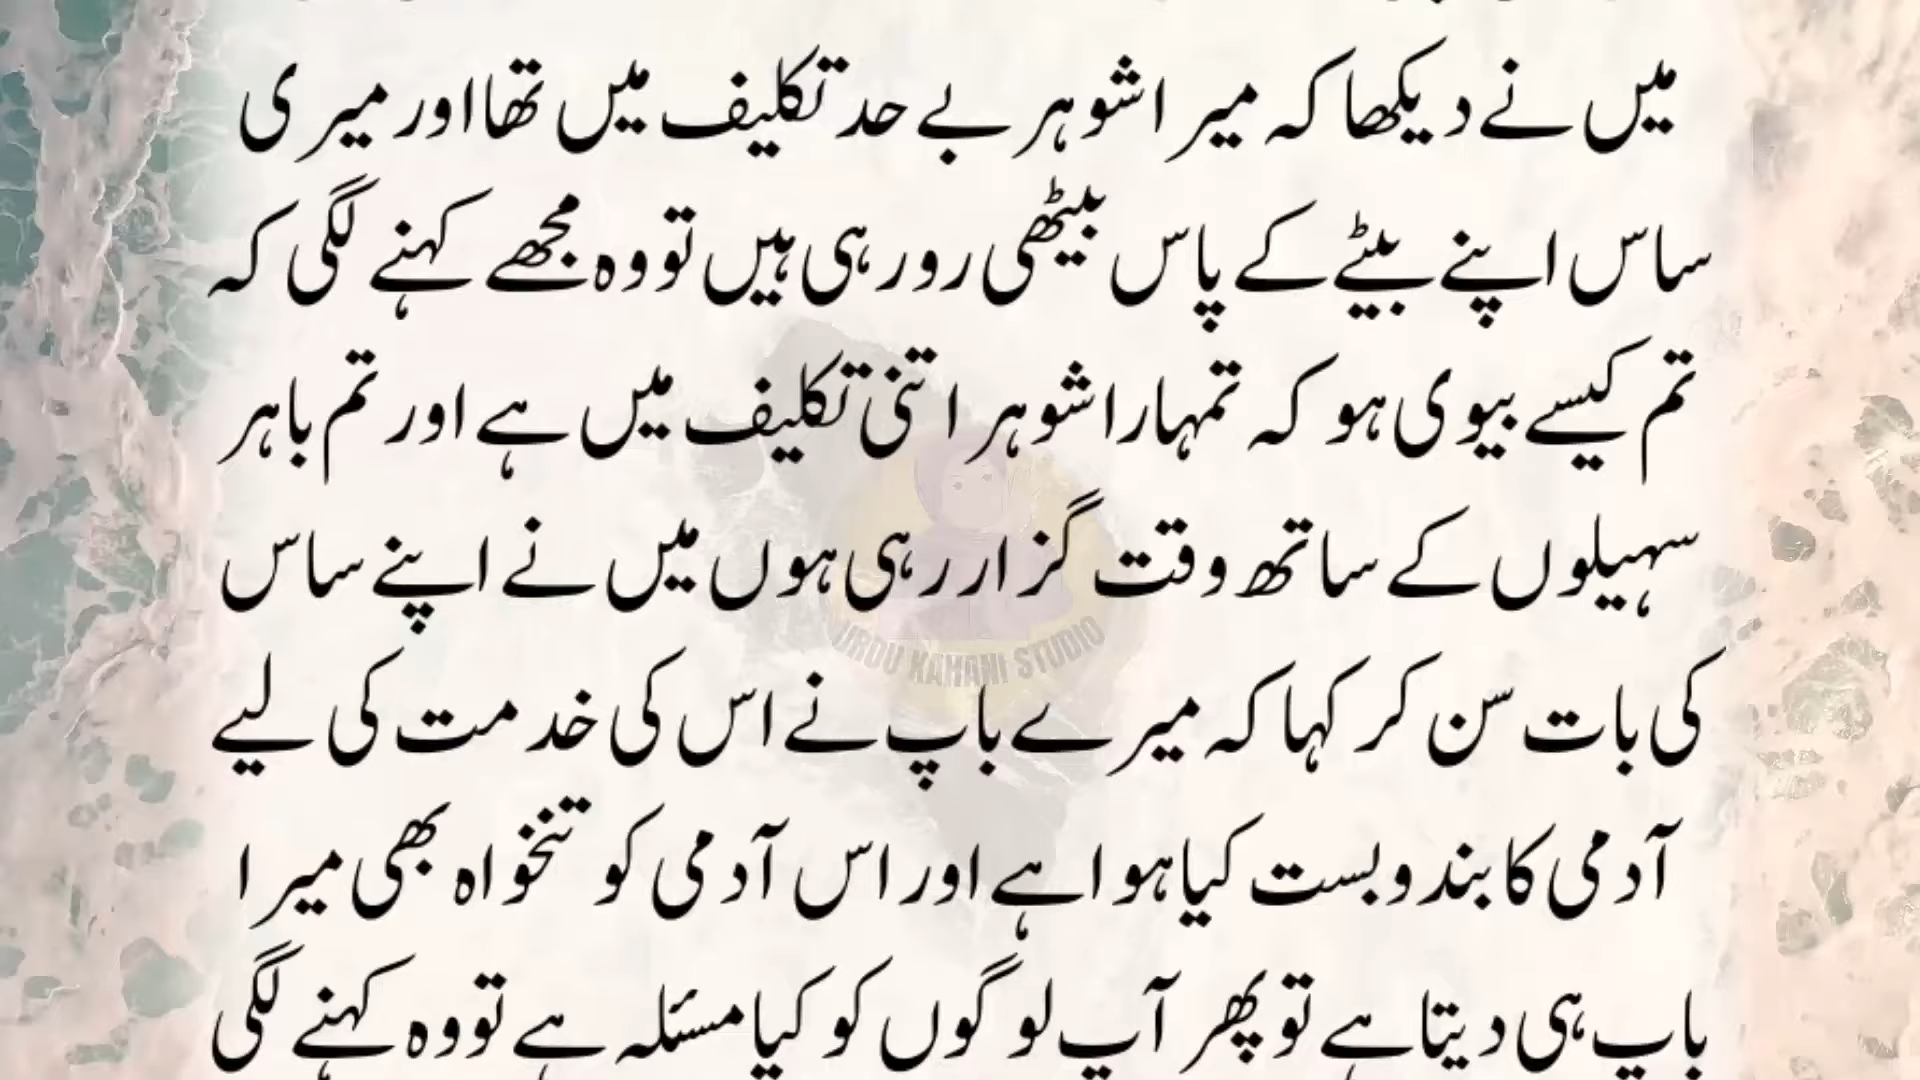 میں نے دیکھا کہ میرا شوہر بے حد تکلیف میں تھا اور میری
ساس اپنے بیٹے کے پاس بیٹھی رو رہی ہیں تو وہ مجھے کہنے لگی کہ
تم کیسے بیوی ہو کہ تمہارا شوہر اتنی تکلیف میں ہے اور تم باہر
سہیلوں کے ساتھ وقت گزار رہی ہوں میں نے اپنے ساس
URDU KAHANI STUDIO
کی بات سن کر کہا کہ میرے باپ نے اس کی خدمت کی لیے
آدمی کا بندوبست کیا ہوا ہے اور اس آدمی کو تنخواہ بھی میرا
باپ ہی دیتا ہے تو پھر آپ لوگوں کو کیا مسئلہ ہے تو وہ کہنے لگی